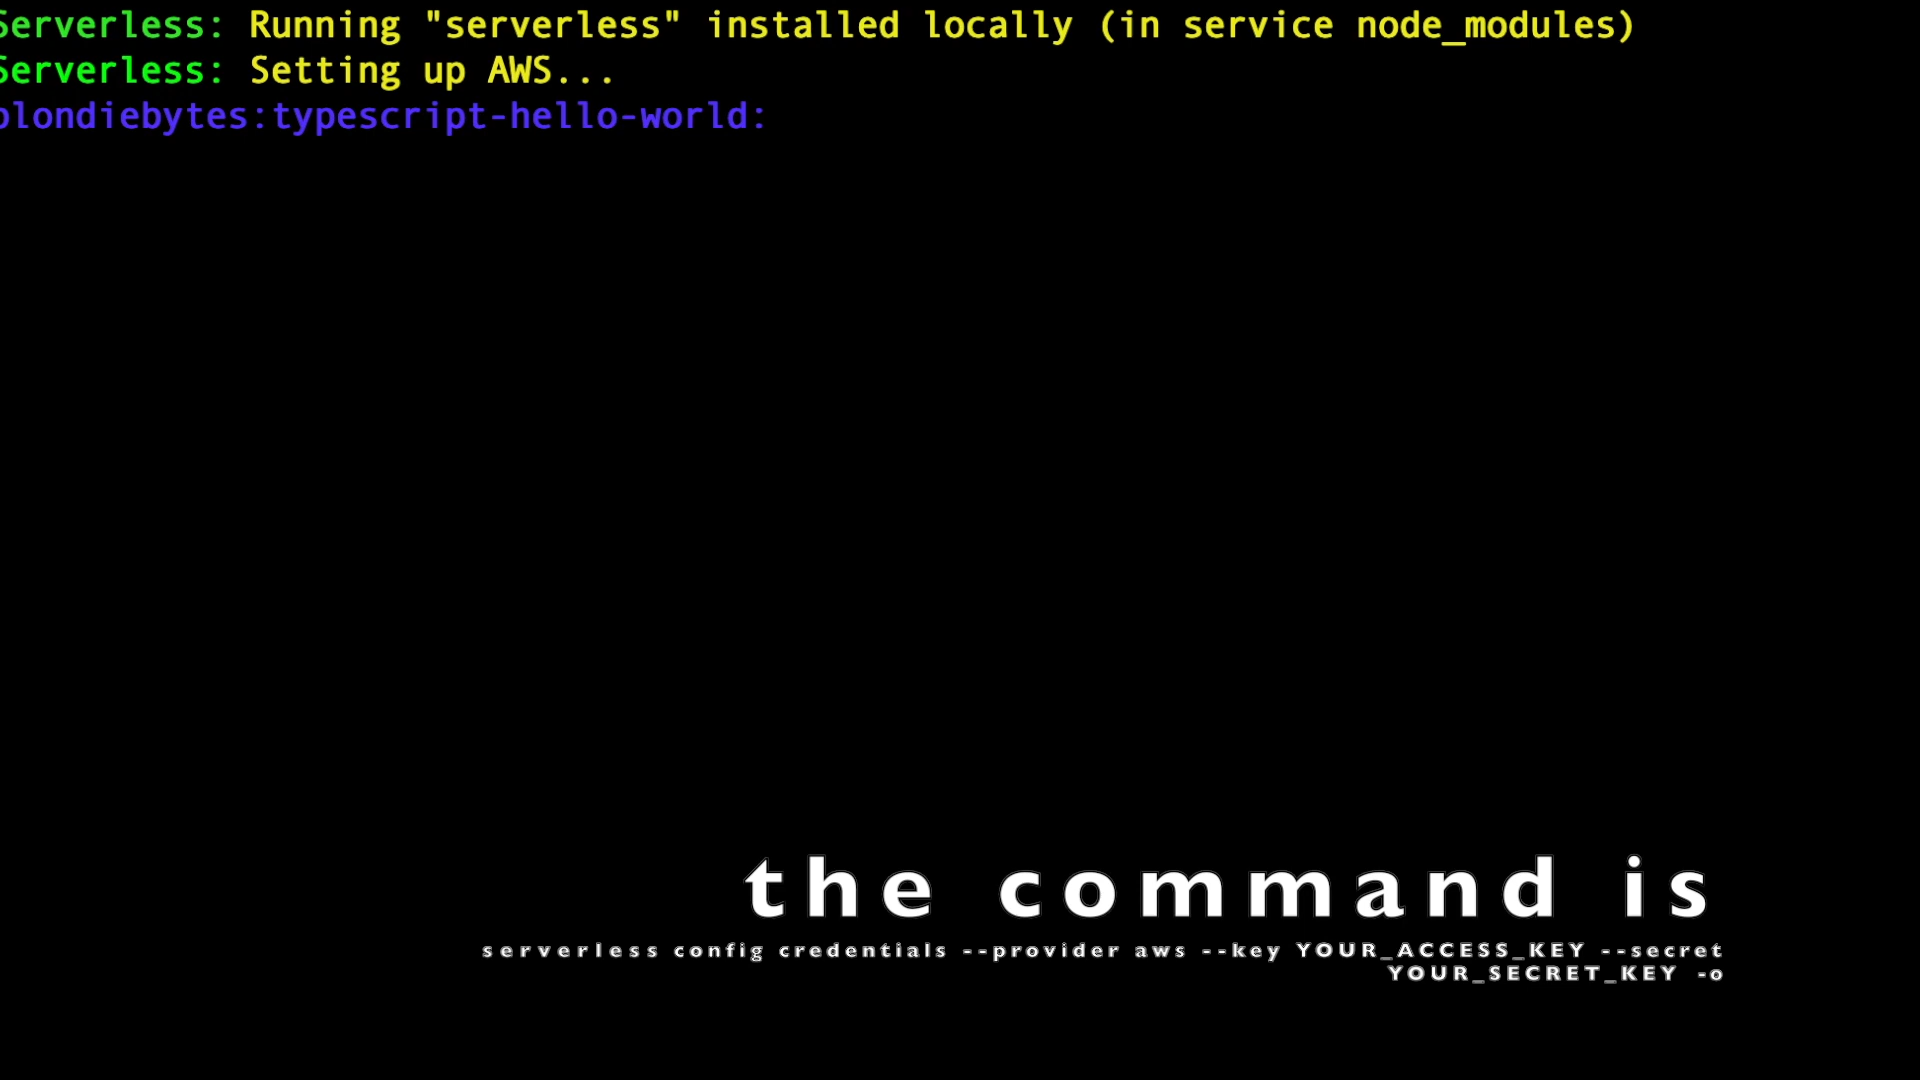 Serverless: Running "serverless" installed locally (in service node_modules)
Serverless: Setting up AWS...
blondiebytes:typescript-hello-world:
the command is
serverless config credentials --provider aws --key YOUR_ACCESS_KEY --secret
YOUR_SECRET_KEY -o